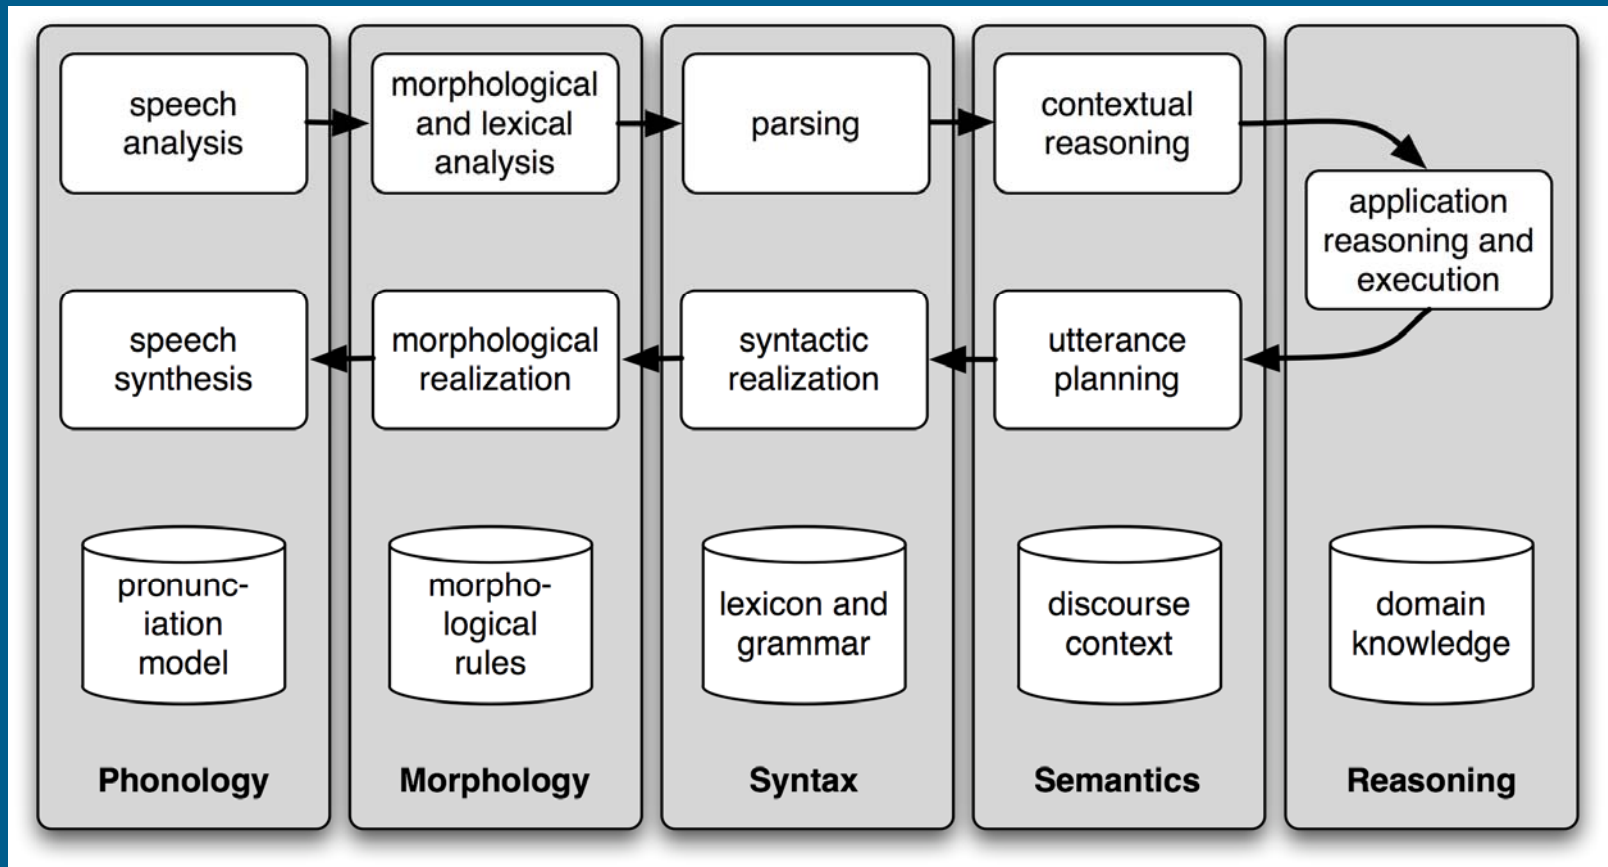 speech
analysis
morphological
and lexical
analysis
parsing
contextual
reasoning
application
reasoning and
execution
speech
synthesis
morphological
realization
syntactic
realization
utterance
planning
pronunc-
iation
model
morpho-
logical
rules
lexicon and
grammar
discourse
context
domain
knowledge
Phonology
Morphology
Syntax
Semantics
Reasoning